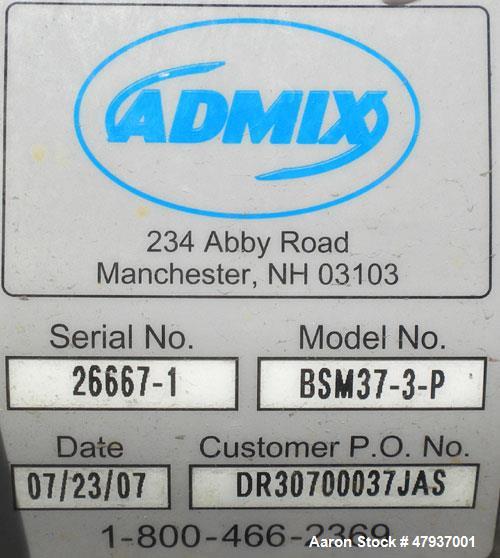 ADMIX
234 Abby Road
Manchester, NH 03103
Serial No. Model No.
26667-1 BSM37-3-P
Date Customer P.O. No.
07/23/07 DR30700037JAS
1-800-466-2369
Aaron Stock # 47937001